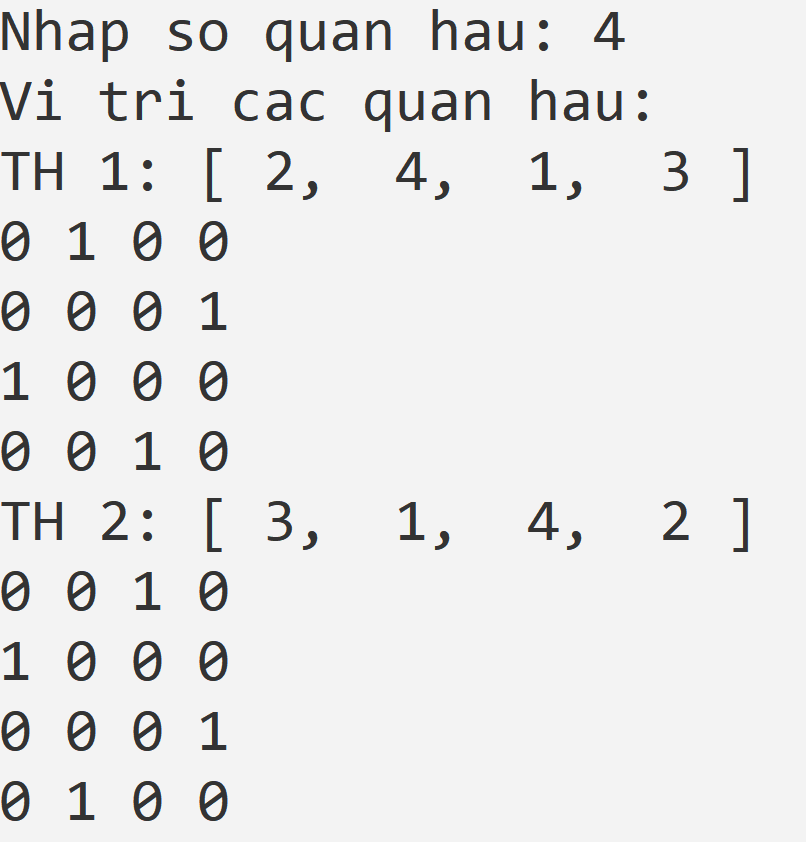 Nhap so quan hau: 4
Vi tri cac quan hau:
TH 1: [ 2,  4,  1,  3 ]
0 1 0 0
0 0 0 1
1 0 0 0
0 0 1 0
TH 2: [ 3,  1,  4,  2 ]
0 0 1 0
1 0 0 0
0 0 0 1
0 1 0 0